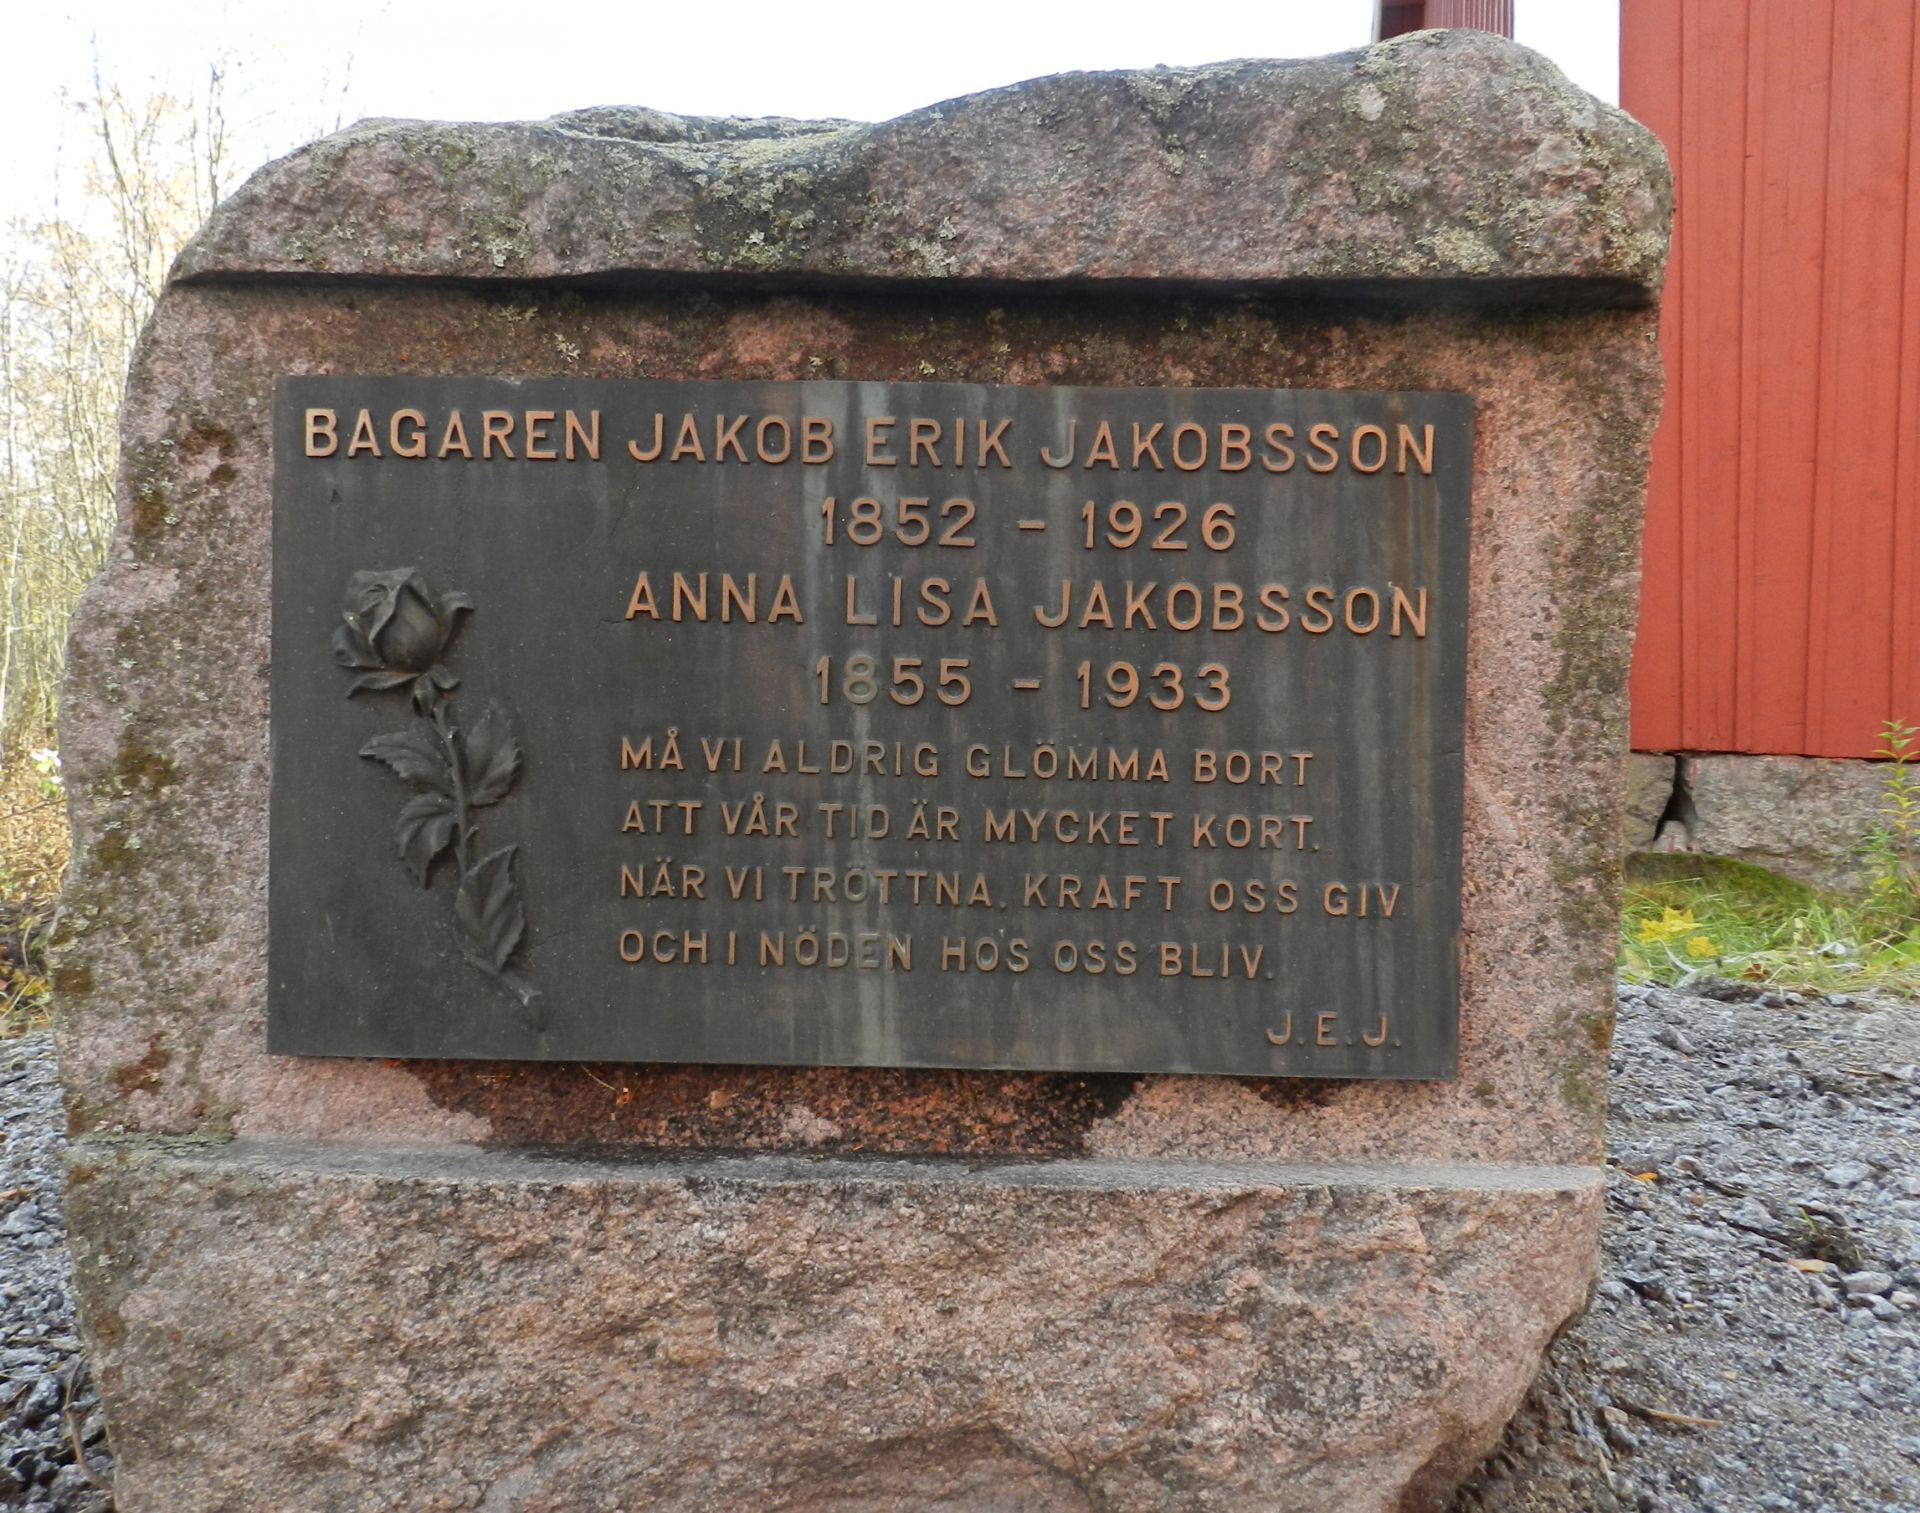 BAGAREN JAKOB ERIK JAKOBSSON
1852 - 1926
ANNA LISA JAKOBSSON
1855 - 1933
MÅ VI ALDRIG GLÖMMA BORT
ATT VÅR TID ÄR MYCKET KORT.
NÄR VI TRÖTTNA, KRAFT OSS GIV
OCH I NÖDEN HOS OSS BLIV.
J.E.J.